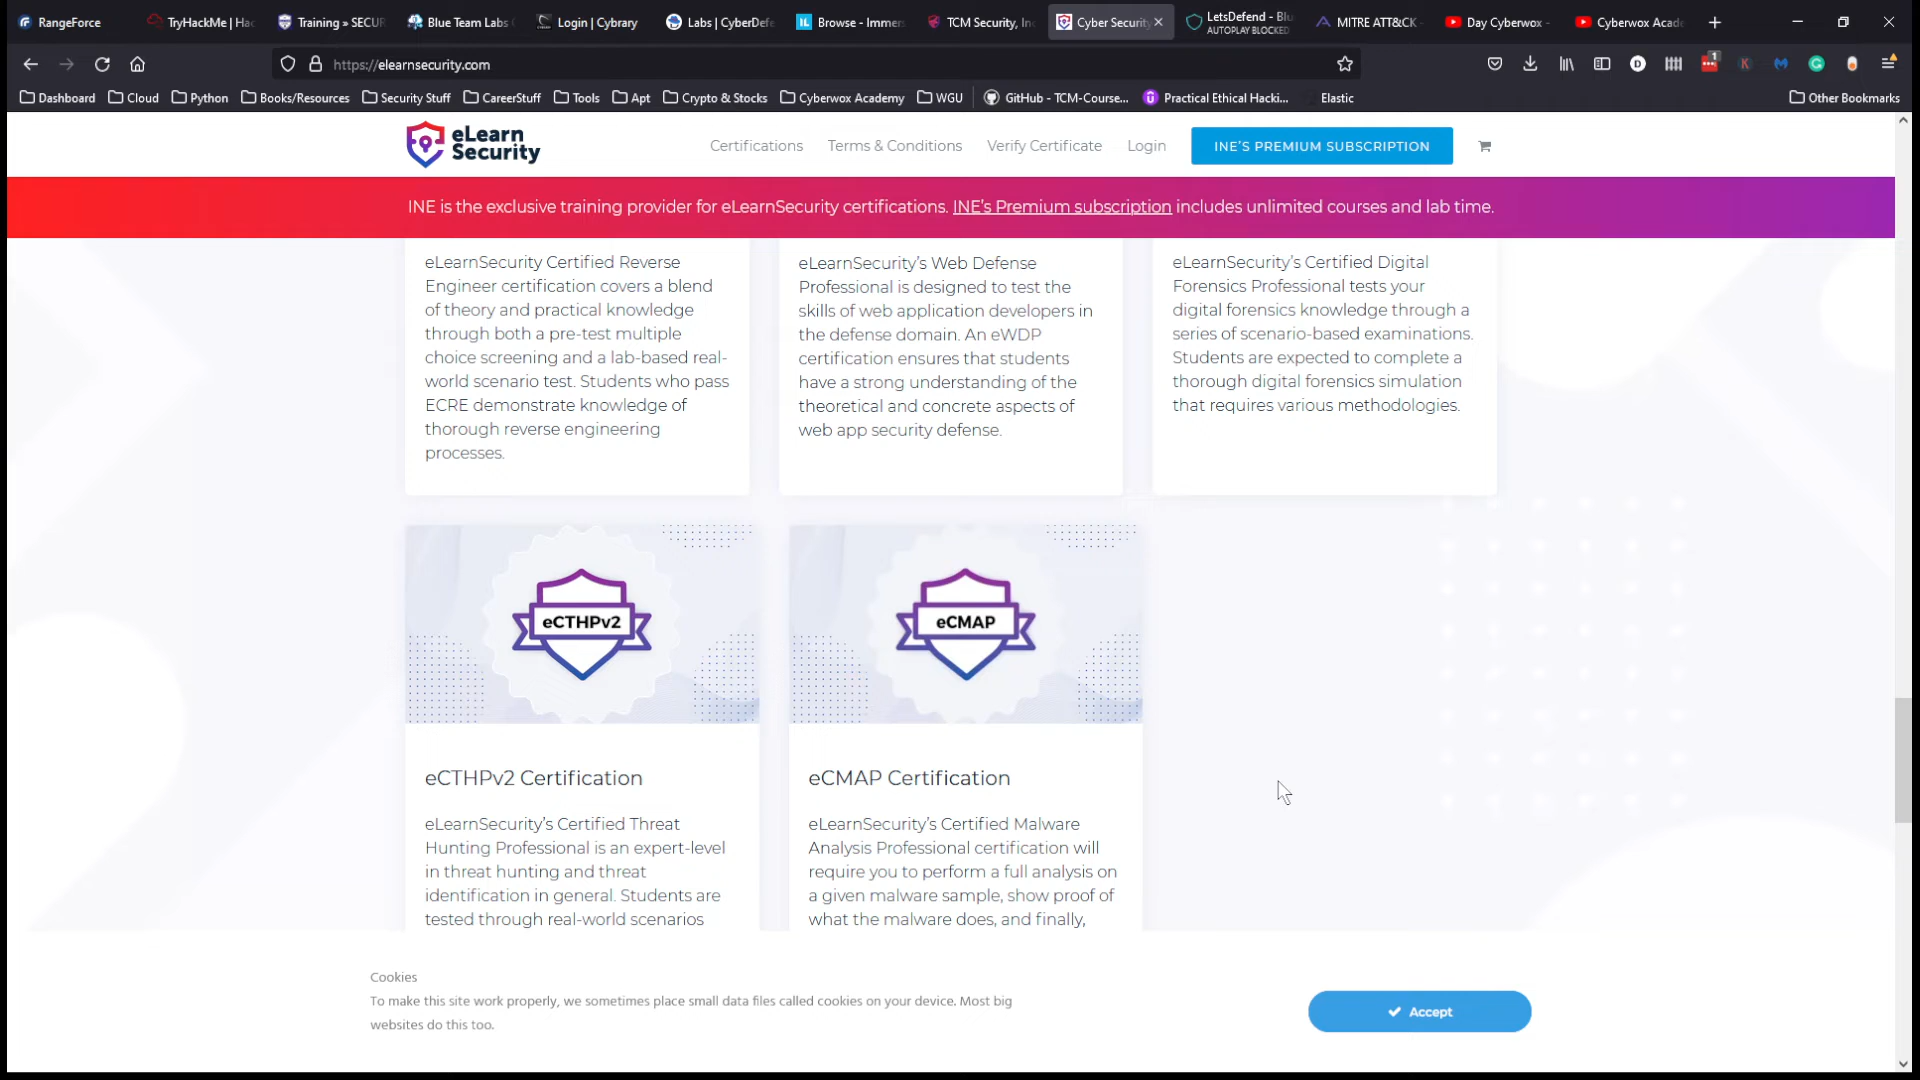 RangeForce
TryHackMe | Hac
Training » SECUR
Blue Team Labs
Login | Cybrary
Labs | CyberDefe
Browse - Immers
TCM Security, In
Cyber Security
LetsDefend - Blu
AUTOPLAY BLOCKED
MITRE ATT&CK
Day Cyberwox -
Cyberwox Acade
https://elearnsecurity.com
1
Dashboard
Cloud
Python
Books/Resources
Security Stuff
CareerStuff
Tools
Apt
Crypto & Stocks
Cyberwox Academy
WGU
GitHub - TCM-Course...
Practical Ethical Hacki...
Elastic
Other Bookmarks
eLearn
Security
Certifications
Terms & Conditions
Verify Certificate
Login
INE'S PREMIUM SUBSCRIPTION
INE is the exclusive training provider for eLearnSecurity certifications. INE's Premium subscription includes unlimited courses and lab time.
eLearnSecurity Certified Reverse
Engineer certification covers a blend
of theory and practical knowledge
through both a pre-test multiple
choice screening and a lab-based real-
world scenario test. Students who pass
ECRE demonstrate knowledge of
thorough reverse engineering
processes.
eLearnSecurity's Web Defense
Professional is designed to test the
skills of web application developers in
the defense domain. An eWDP
certification ensures that students
have a strong understanding of the
theoretical and concrete aspects of
web app security defense.
eLearnSecurity's Certified Digital
Forensics Professional tests your
digital forensics knowledge through a
series of scenario-based examinations.
Students are expected to complete a
thorough digital forensics simulation
that requires various methodologies.
eCTHPv2
eCTHPv2 Certification
eLearnSecurity's Certified Threat
Hunting Professional is an expert-level
in threat hunting and threat
identification in general. Students are
tested through real-world scenarios
eCMAP
eCMAP Certification
eLearnSecurity's Certified Malware
Analysis Professional certification will
require you to perform a full analysis on
a given malware sample, show proof of
what the malware does, and finally,
Cookies
To make this site work properly, we sometimes place small data files called cookies on your device. Most big
websites do this too.
Accept